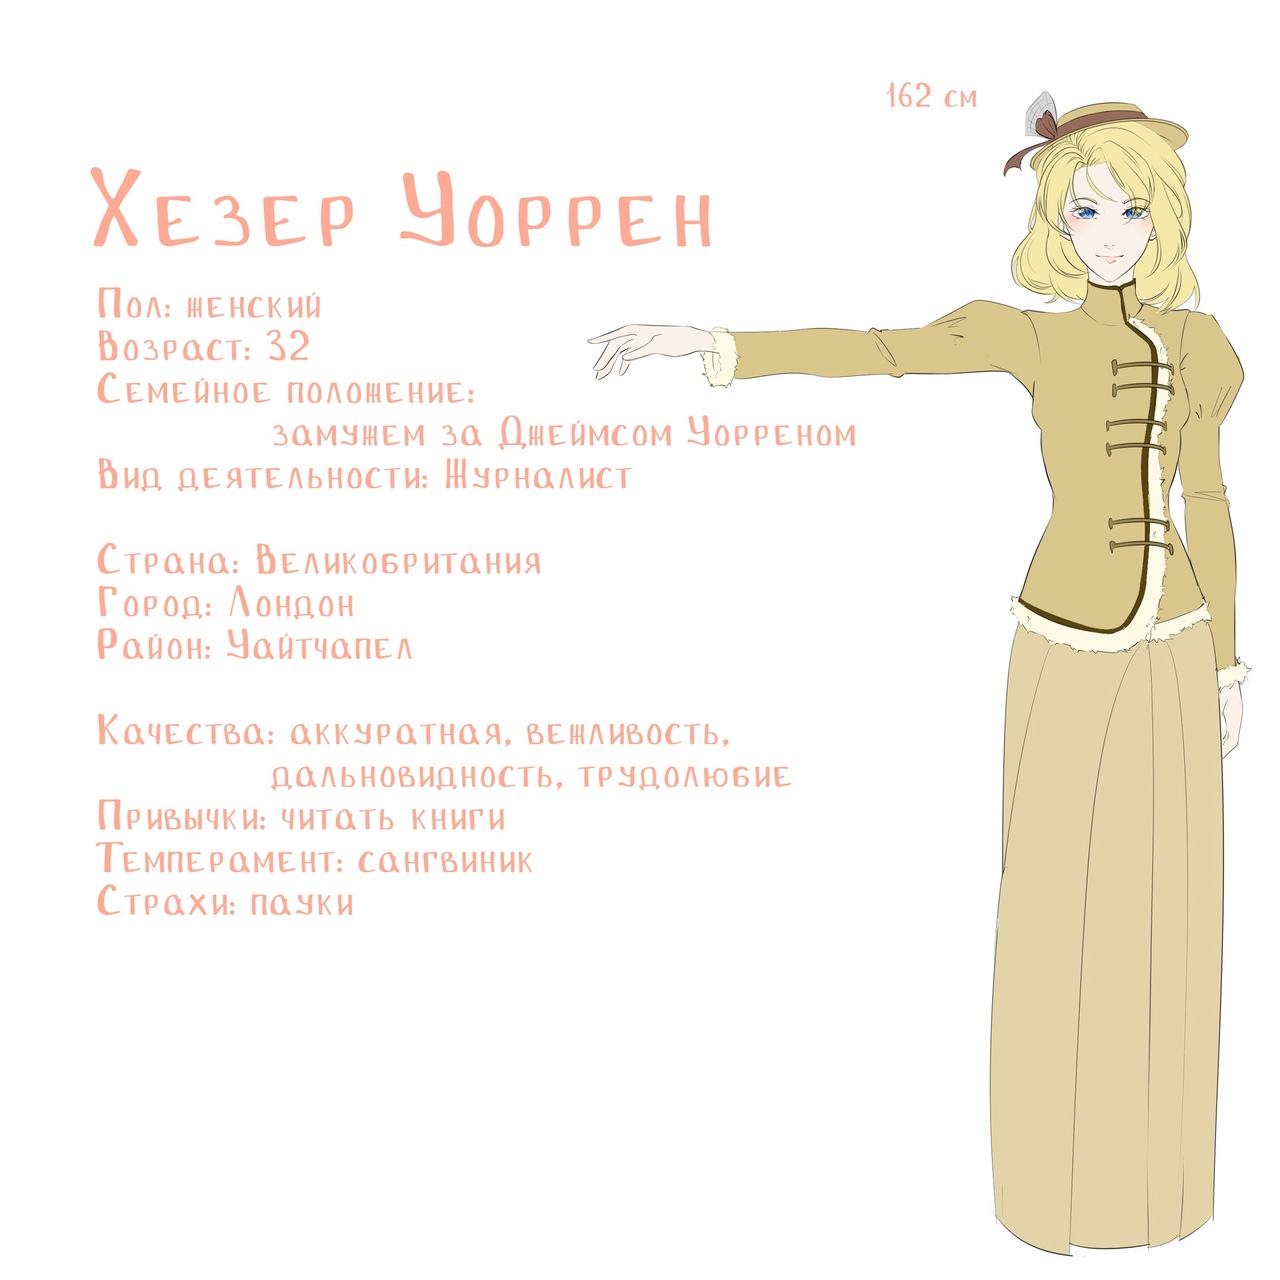 162 см
Хезер Уоррен
Пол: женский
Возраст: 32
Семейное положение:
замужем за Джеймсом Уорреном
Вид деятельности: Журналист
Страна: Великобритания
Город: Лондон
Район: Уайтчапел
Качества: аккуратная, вежливость,
дальновидность, трудолюбие
Привычки: читать книги
Темперамент: сангвиник
Страхи: пауки